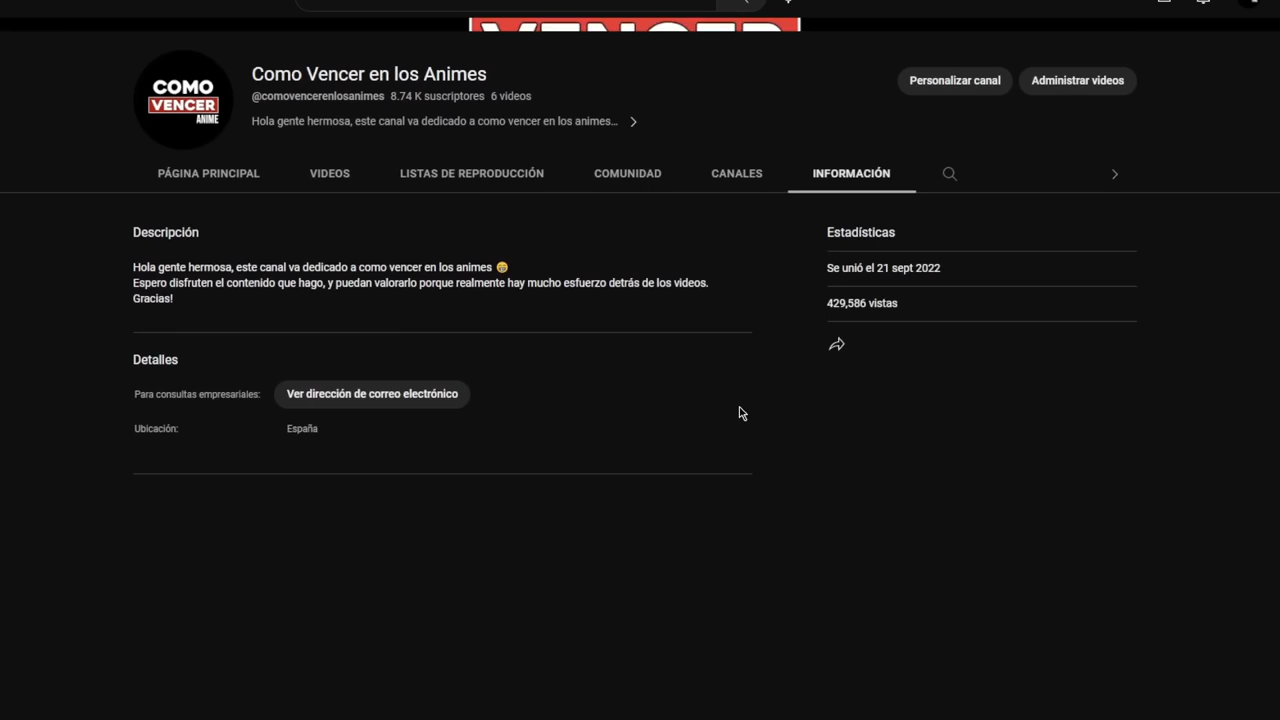 VENCER
COMO
VENCER
ANIME
Como Vencer en los Animes
@comovencerenlosanimes 8.74 K suscriptores 6 videos
Hola gente hermosa, este canal va dedicado a como vencer en los animes...
Personalizar canal
Administrar videos
PÁGINA PRINCIPAL
VIDEOS
LISTAS DE REPRODUCCIÓN
COMUNIDAD
CANALES
INFORMACIÓN
Descripción
Hola gente hermosa, este canal va dedicado a como vencer en los animes 😁
Espero disfruten el contenido que hago, y puedan valorarlo porque realmente hay mucho esfuerzo detrás de los videos.
Gracias!
Detalles
Para consultas empresariales: Ver dirección de correo electrónico
Ubicación: España
Estadísticas
Se unió el 21 sept 2022
429,586 vistas